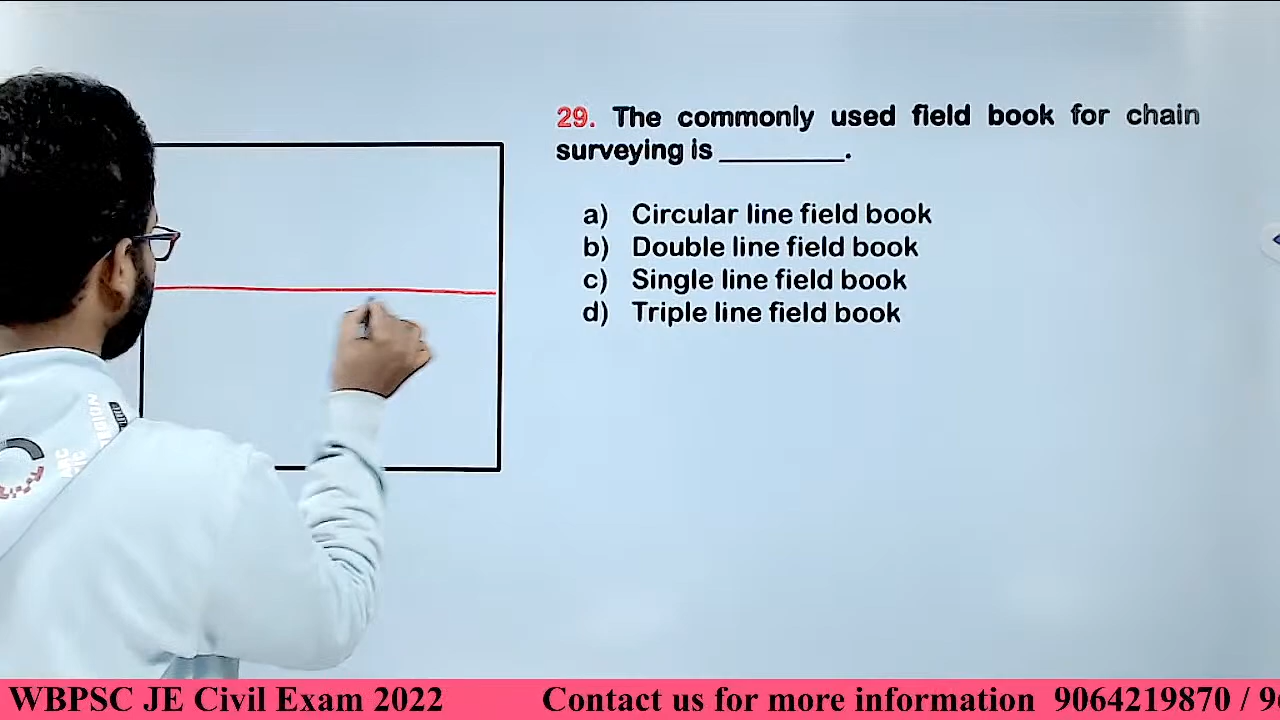 29. The commonly used field book for chain
surveying is ________.
a) Circular line field book
b) Double line field book
c) Single line field book
d) Triple line field book
WBPSC JE Civil Exam 2022 Contact us for more information 9064219870 / 9